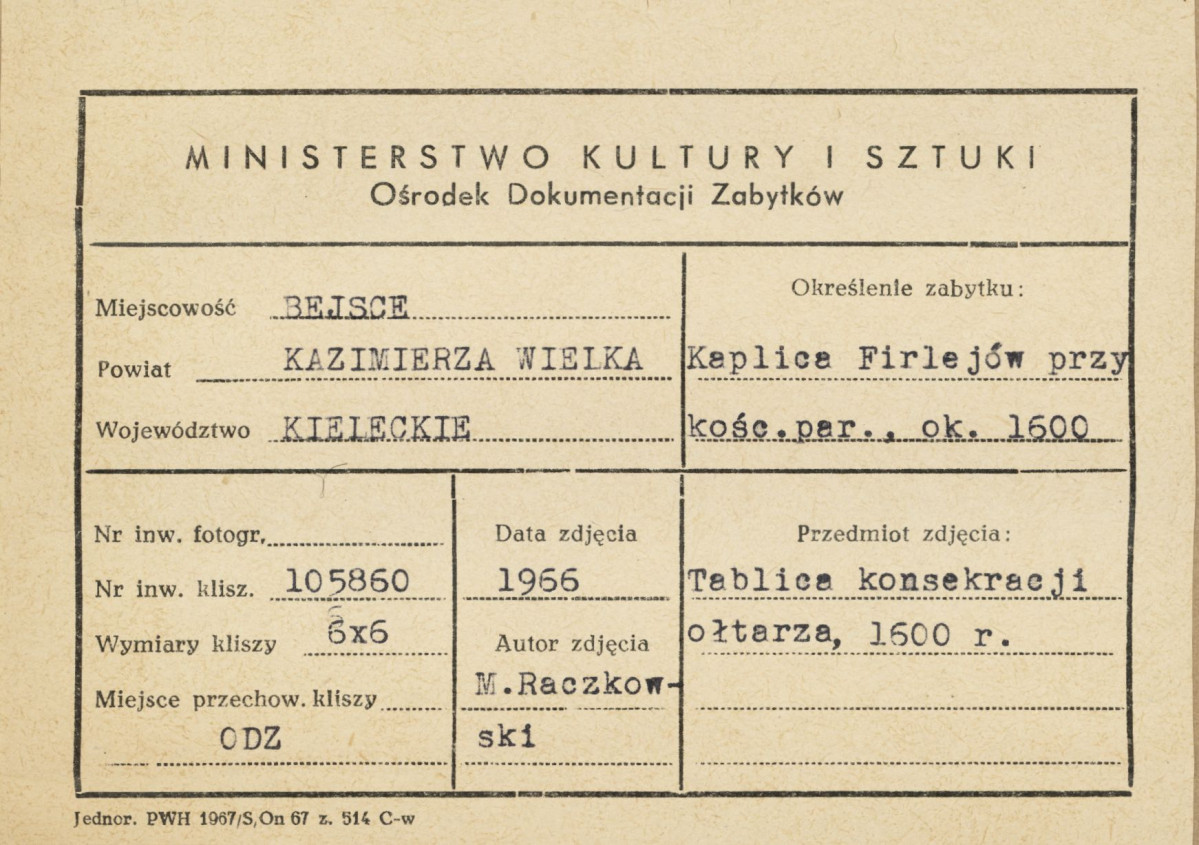 MINISTERSTWO KULTURY I SZTUKI
Ośrodek Dokumentacji Zabytków
Miejscowość BEJSCE
Powiat KAZIMIERZA WIELKA
Województwo KIELECKIE
Określenie zabytku:
Kaplica Firlejów przy
kośc.par., ok. 1600
Nr inw. fotogr.
Nr inw. klisz. 105860
Wymiary kliszy 6x6
Miejsce przechow. kliszy
ODZ
Data zdjęcia
1966
Autor zdjęcia
M.Raczkow-
ski
Przedmiot zdjęcia:
Tablica konsekracji
ołtarza, 1600 r.
Jednor. PWH 1967/S,On 67 z. 514 C-w